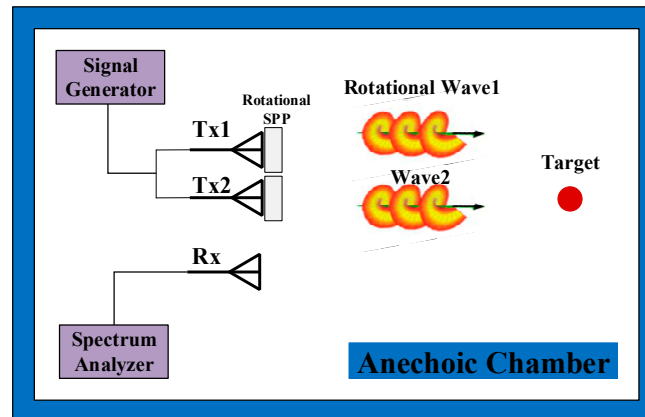 Signal
Generator
Rotational
SPP
Tx1
Tx2
Rx
Rotational Wave1
Wave2
Target
Spectrum
Analyzer
Anechoic Chamber